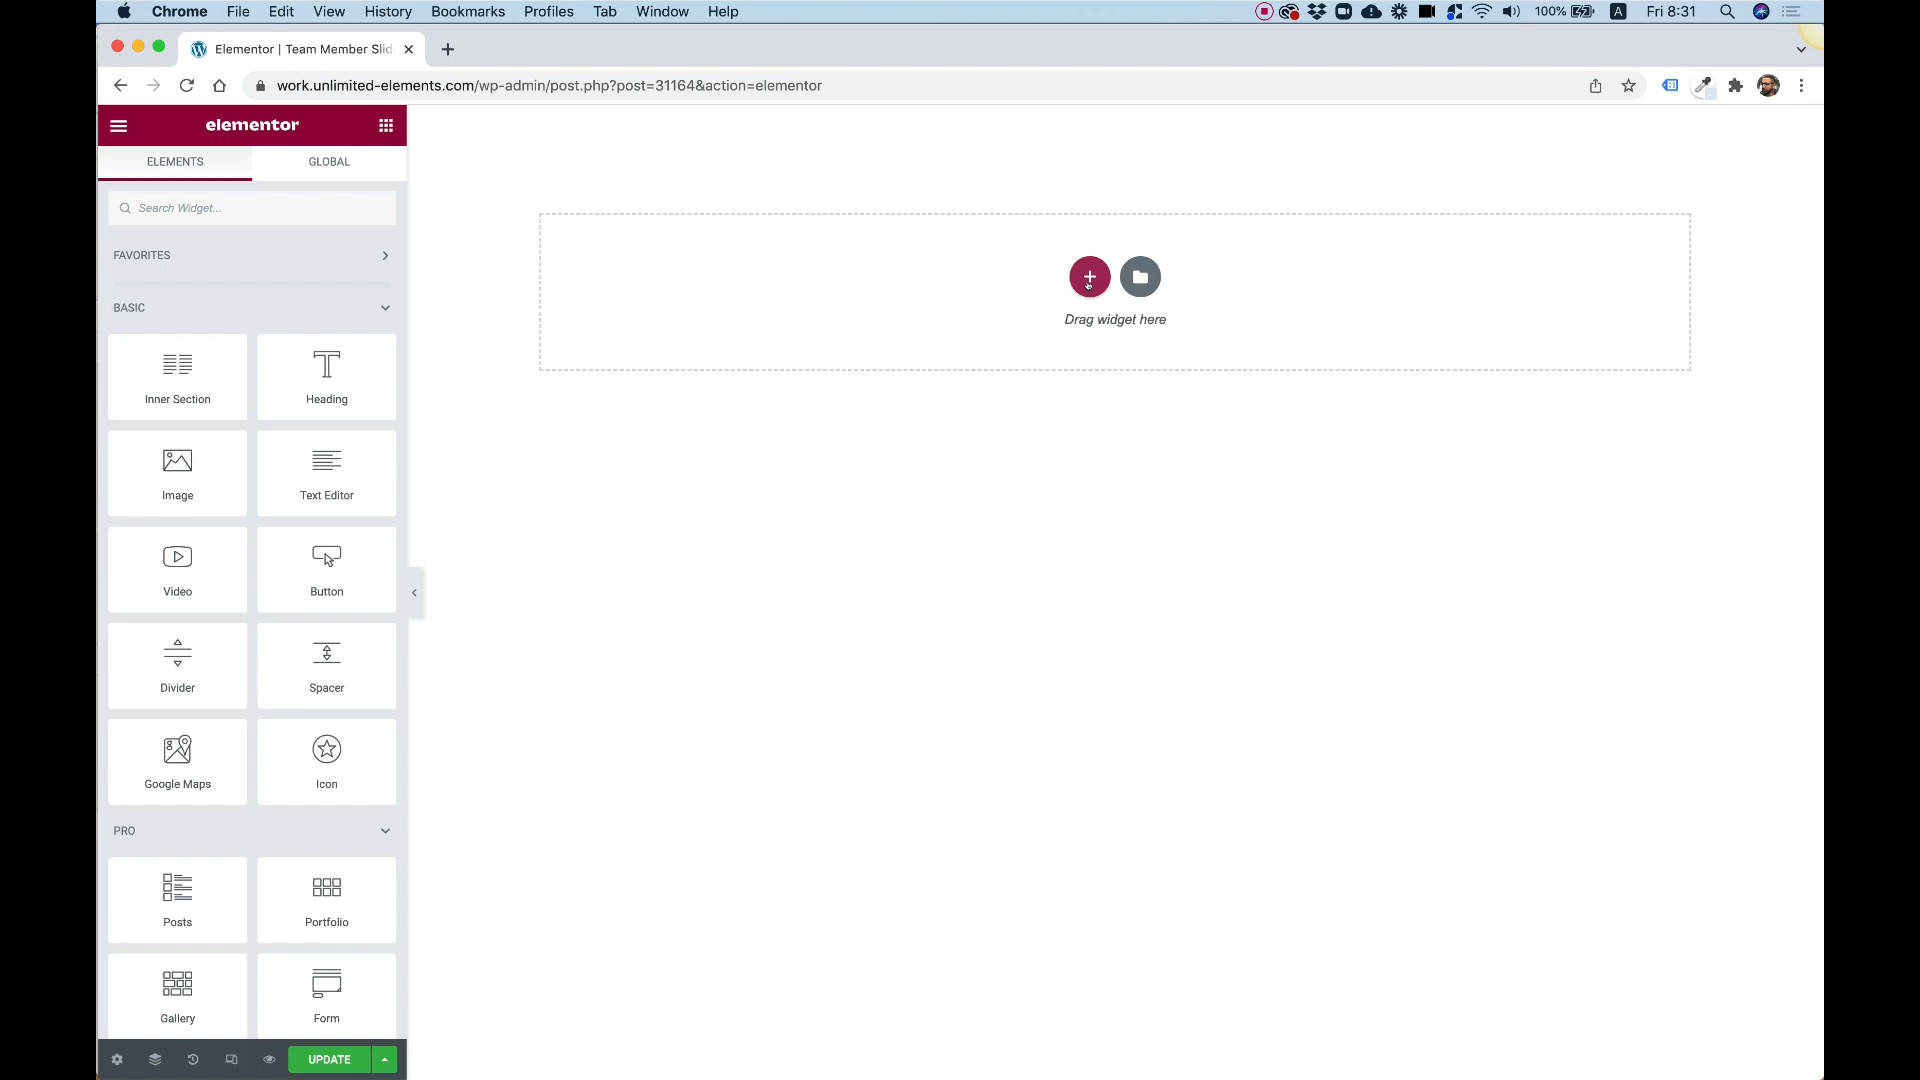 Chrome File Edit View History Bookmarks Profiles Tab Window Help 100% A Fri 8:31
Elementor | Team Member Slid
work.unlimited-elements.com/wp-admin/post.php?post=31164&action=elementor
elementor
ELEMENTS GLOBAL
Search Widget...
FAVORITES
BASIC
Inner Section Heading
Image Text Editor
Video Button
Divider Spacer
Google Maps Icon
PRO
Posts Portfolio
Gallery Form
UPDATE
Drag widget here